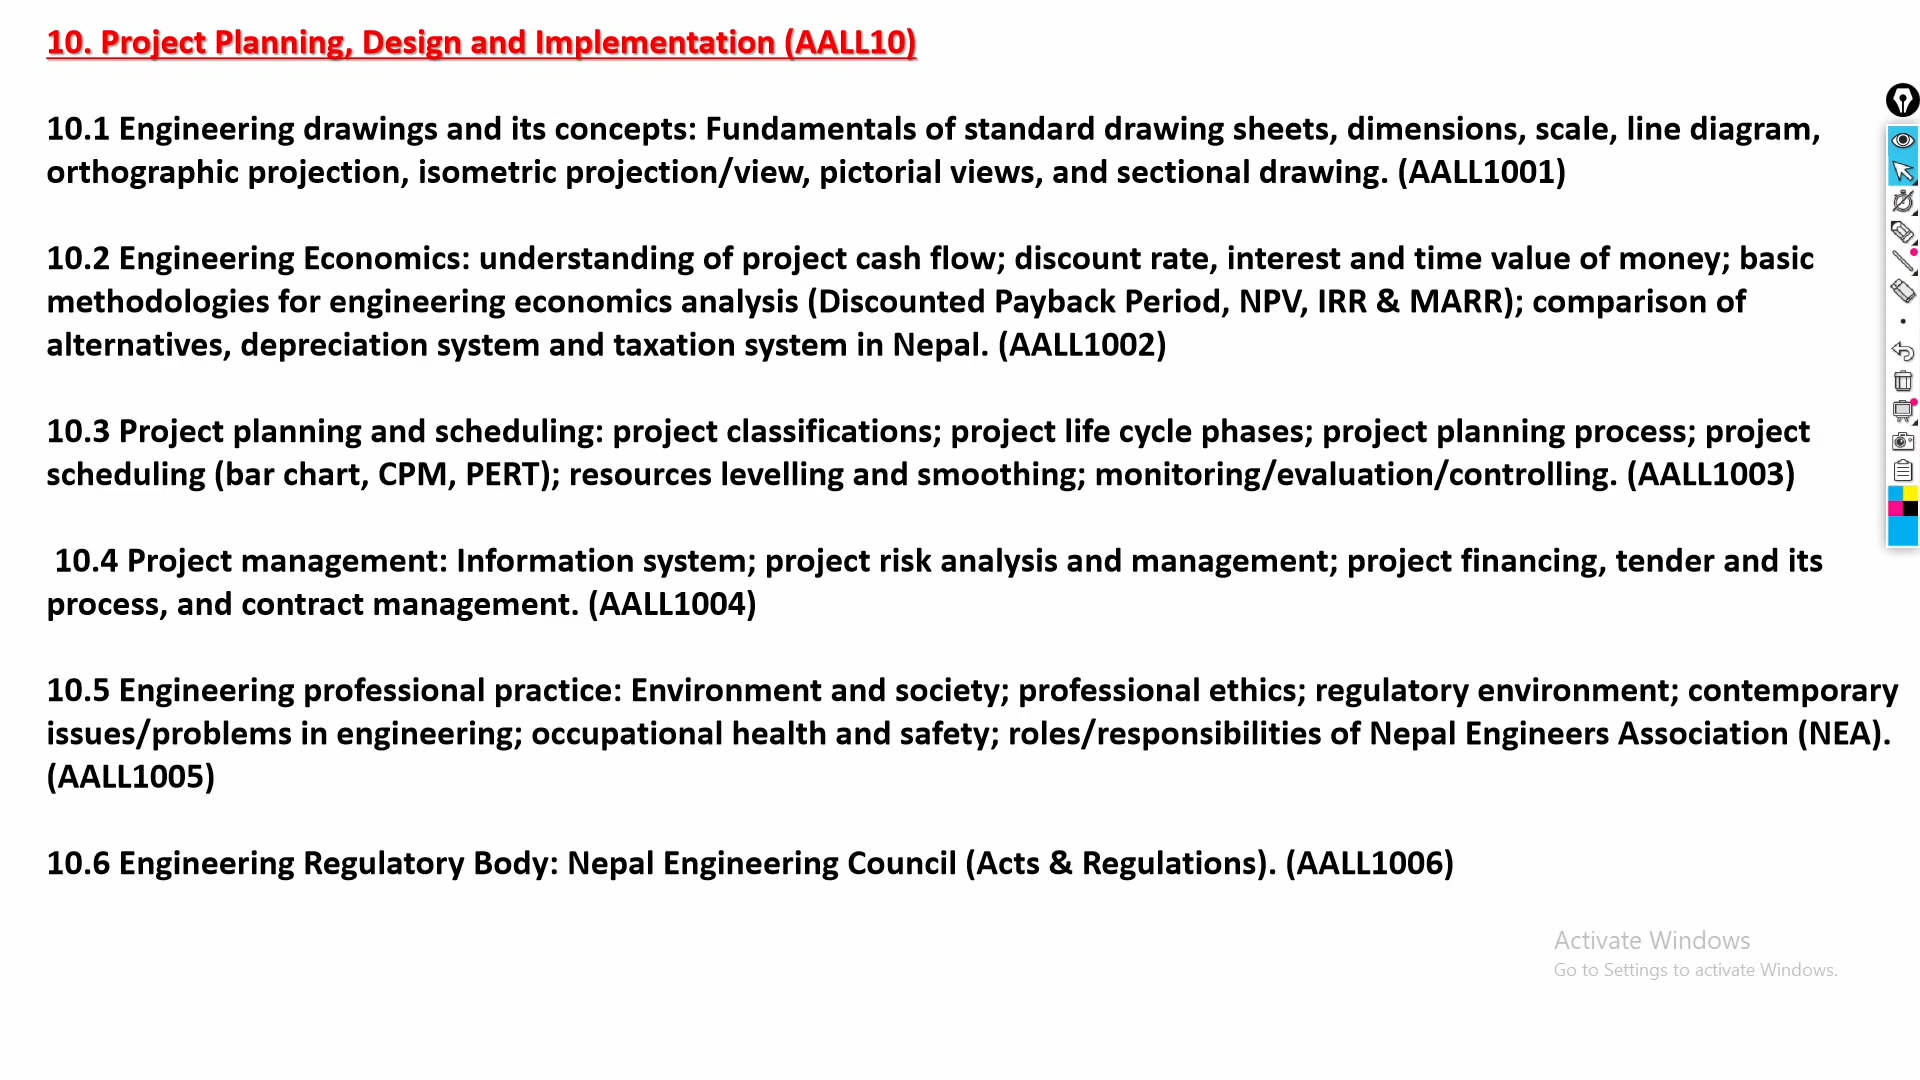 10. Project Planning, Design and Implementation (AALL10)
10.1 Engineering drawings and its concepts: Fundamentals of standard drawing sheets, dimensions, scale, line diagram,
orthographic projection, isometric projection/view, pictorial views, and sectional drawing. (AALL1001)
10.2 Engineering Economics: understanding of project cash flow; discount rate, interest and time value of money; basic
methodologies for engineering economics analysis (Discounted Payback Period, NPV, IRR & MARR); comparison of
alternatives, depreciation system and taxation system in Nepal. (AALL1002)
10.3 Project planning and scheduling: project classifications; project life cycle phases; project planning process; project
scheduling (bar chart, CPM, PERT); resources levelling and smoothing; monitoring/evaluation/controlling. (AALL1003)
10.4 Project management: Information system; project risk analysis and management; project financing, tender and its
process, and contract management. (AALL1004)
10.5 Engineering professional practice: Environment and society; professional ethics; regulatory environment; contemporary
issues/problems in engineering; occupational health and safety; roles/responsibilities of Nepal Engineers Association (NEA).
(AALL1005)
10.6 Engineering Regulatory Body: Nepal Engineering Council (Acts & Regulations). (AALL1006)
Activate Windows
Go to Settings to activate Windows.